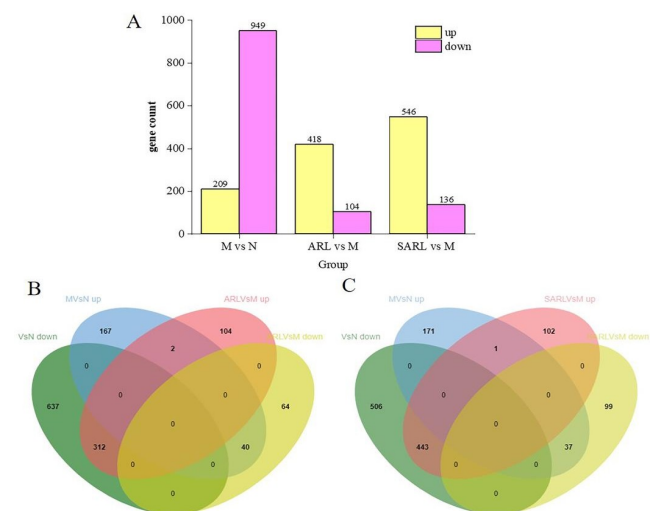 A
1000
800
600
400
200
0
gene count
949
209
418
104
546
136
up
down
M vs N
ARL vs M
SARL vs M
Group
B
MVsN up
ARLVsM up
VsN down
RLVsM down
167
104
2
0
0
637
0
0
64
0
312
40
0
0
0
C
MVsN up
SARLVsM up
VsN down
171
102
1
0
0
506
0
0
99
0
443
37
0
0
0